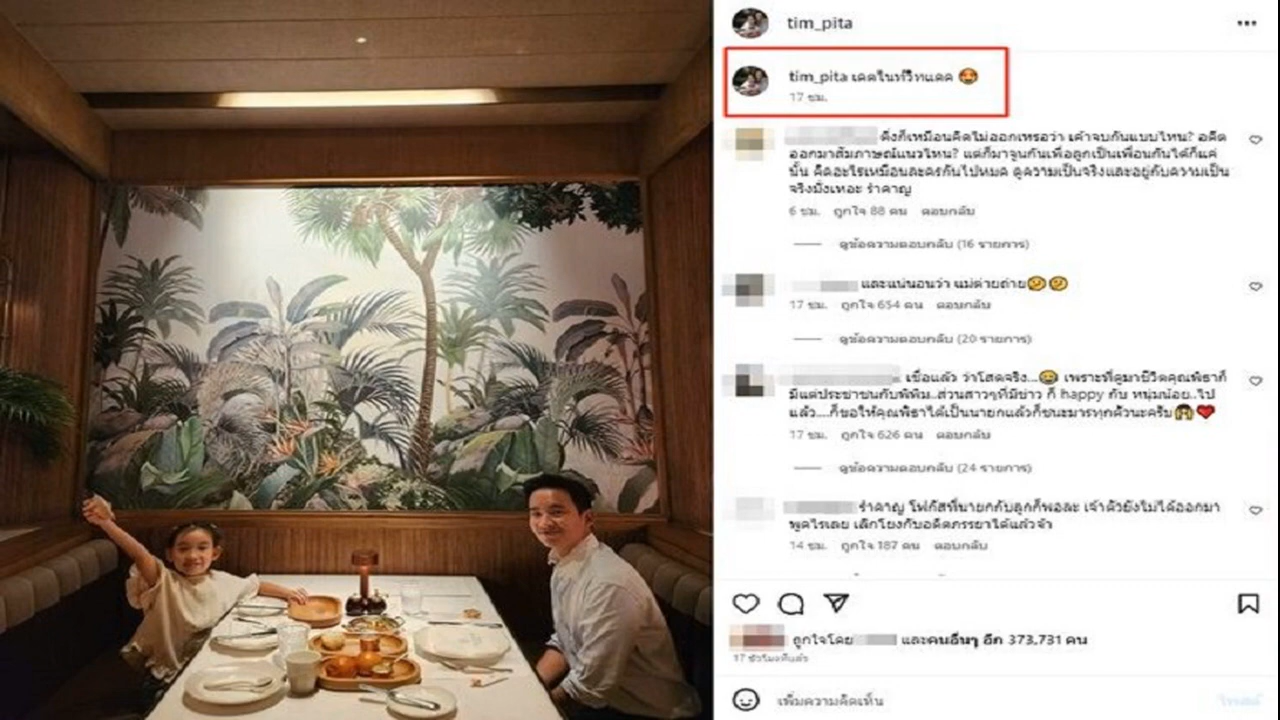 tim_pita
tim_pita เดตไนท์วิทแดด
17 ชม.
ดิ่งก็เหมือนคิดไม่ออกเหรอว่า เค้าจบกันแบบไหน? อดีต
ออกมาสัมภาษณ์แนวไหน? แต่ก็มาจูนกันเพื่อลูกเป็นเพื่อนกันได้ก็แค่
นั้น คิดอะไรเหมือนละครกันไปหมด ดูความเป็นจริงและอยู่กับความเป็น
จริงมั่งเหอะ รำคาญ
6 ชม. ถูกใจ 88 คน ตอบกลับ
ดูข้อความตอบกลับ (16 รายการ)
และแน่นอนว่า แม่ต่ายถ่าย🤔🤔
17 ชม. ถูกใจ 654 คน ตอบกลับ
ดูข้อความตอบกลับ (20 รายการ)
เชื่อแล้ว ว่าโสดจริง... เพราะที่ดูมาชีวิตคุณพิธาก็
มีแต่ประชาชนกับพิพิม..ส่วนสาวๆที่มีข่าว ก็ happy กับ หนุ่มน้อย..ไป
แล้ว....ก็ขอให้คุณพิธาได้เป็นนายกแล้วก็ชนะมารทุกตัวนะครับ
17 ชม. ถูกใจ 626 คน ตอบกลับ
ดูข้อความตอบกลับ (24 รายการ)
รำคาญ โฟกัสที่นายกกับลูกก็พอละ เจ้าตัวยังไม่ได้ออกมา
พูดไรเลย เลิกโยงกับอดีตภรรยาได้แล้วจ้า
14 ชม. ถูกใจ 187 คน ตอบกลับ
ถูกใจโดย และคนอื่นๆ อีก 373,731 คน
17 ชั่วโมงที่แล้ว
เพิ่มความคิดเห็น
โพสต์